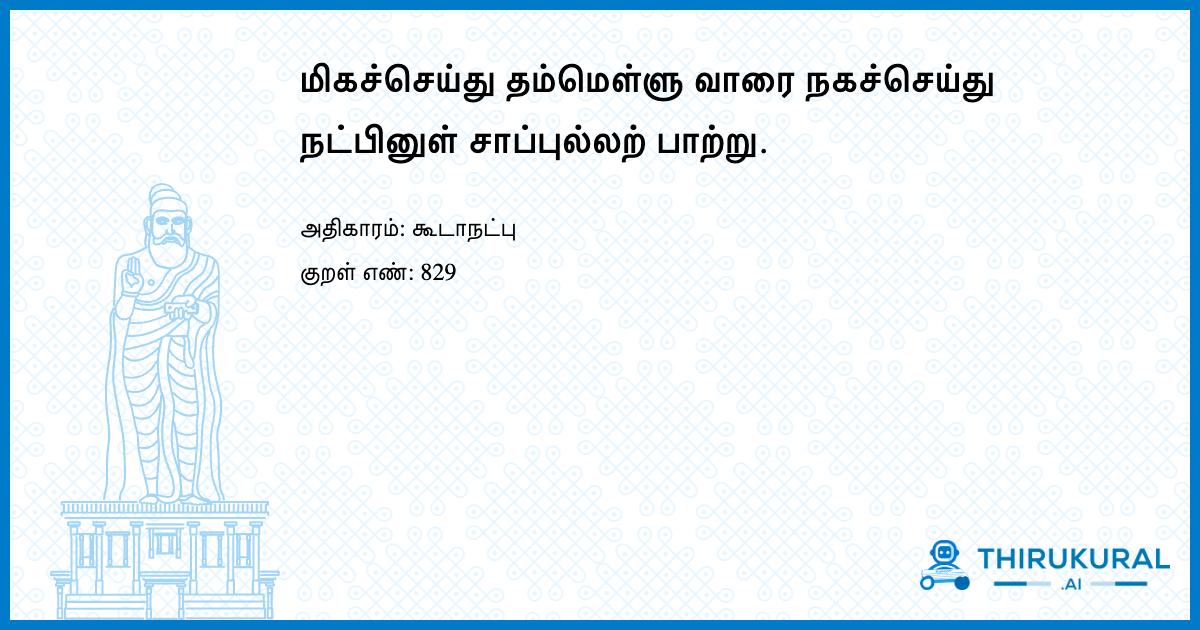 மிகச்செய்து தம்மெள்ளு வாரை நகச்செய்து
நட்பினுள் சாப்புல்லற் பாற்று.
அதிகாரம்: கூடாநட்பு
குறள் எண்: 829
THIRUKURAL
.AI